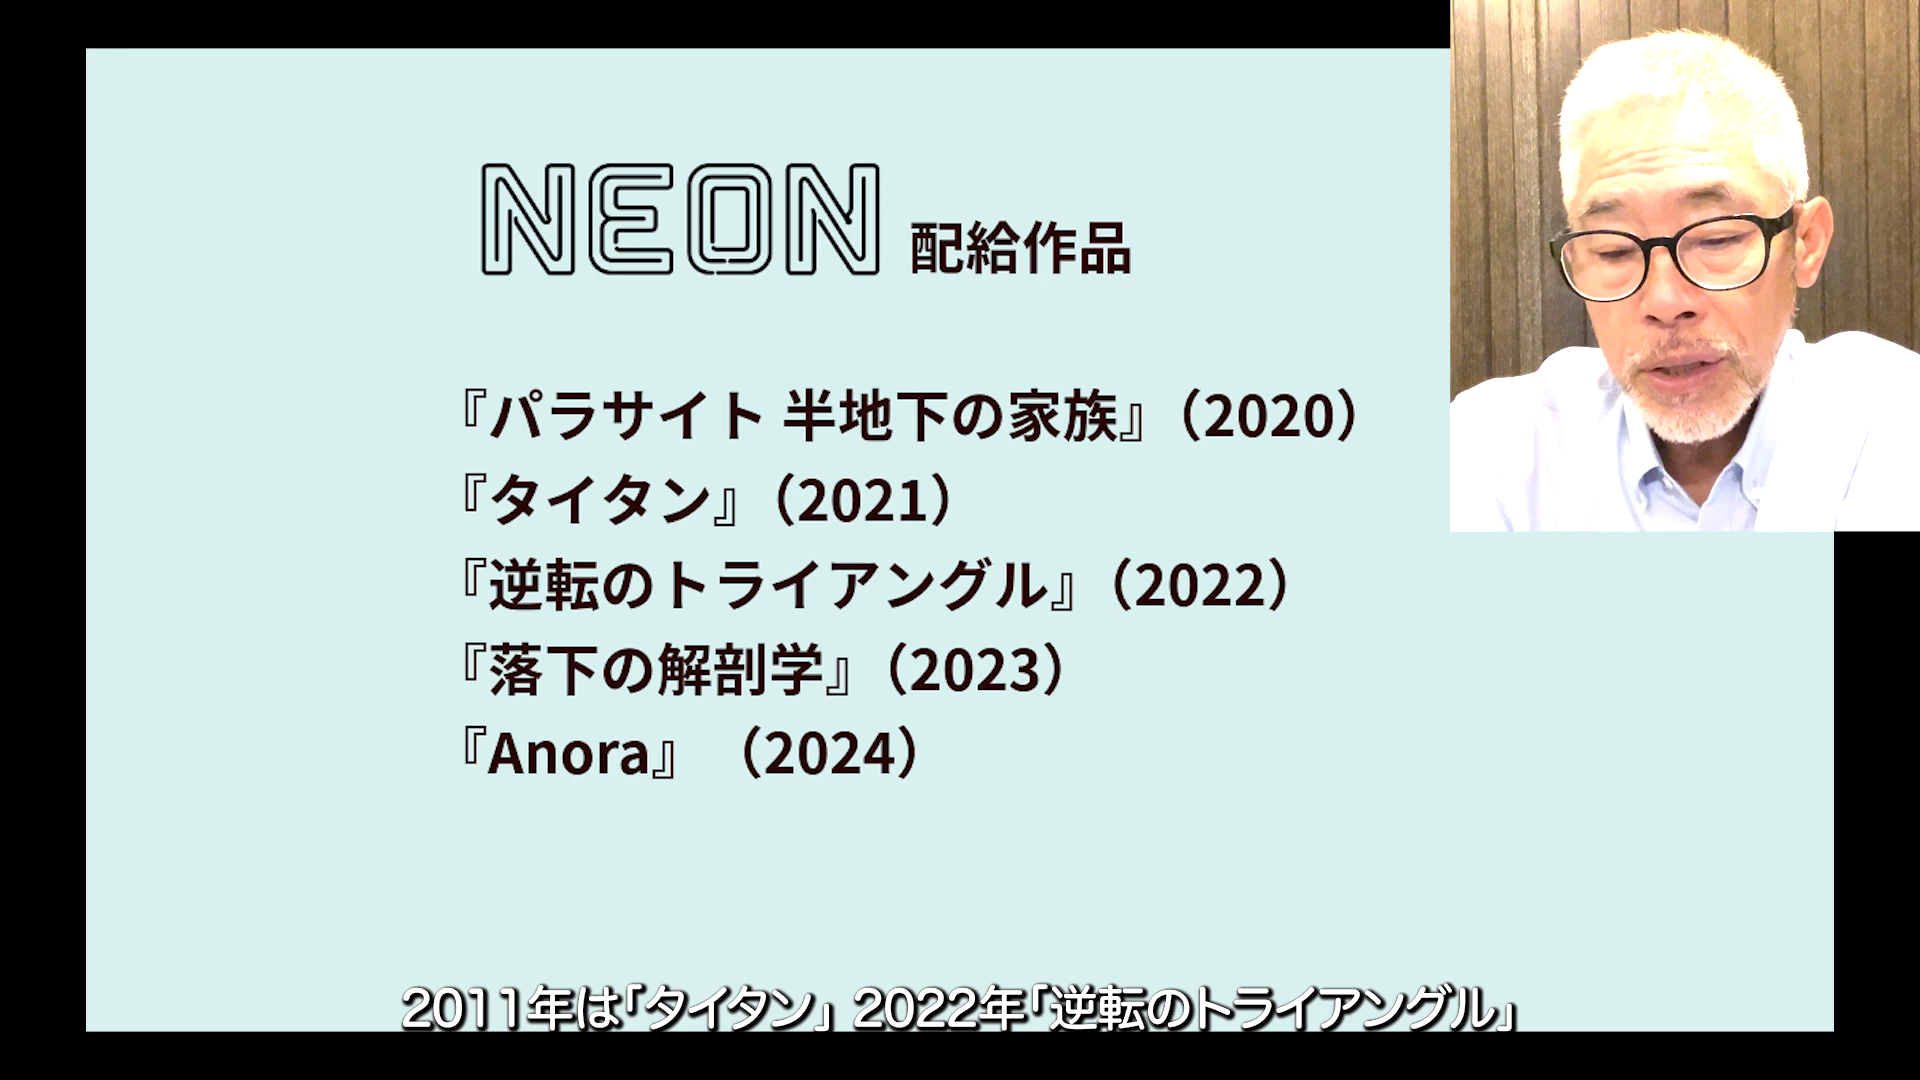 NEON 配給作品
『パラサイト 半地下の家族』（2020）
『タイタン』（2021）
『逆転のトライアングル』（2022）
『落下の解剖学』（2023）
『Anora』（2024）
2011年は「タイタン」 2022年「逆転のトライアングル」